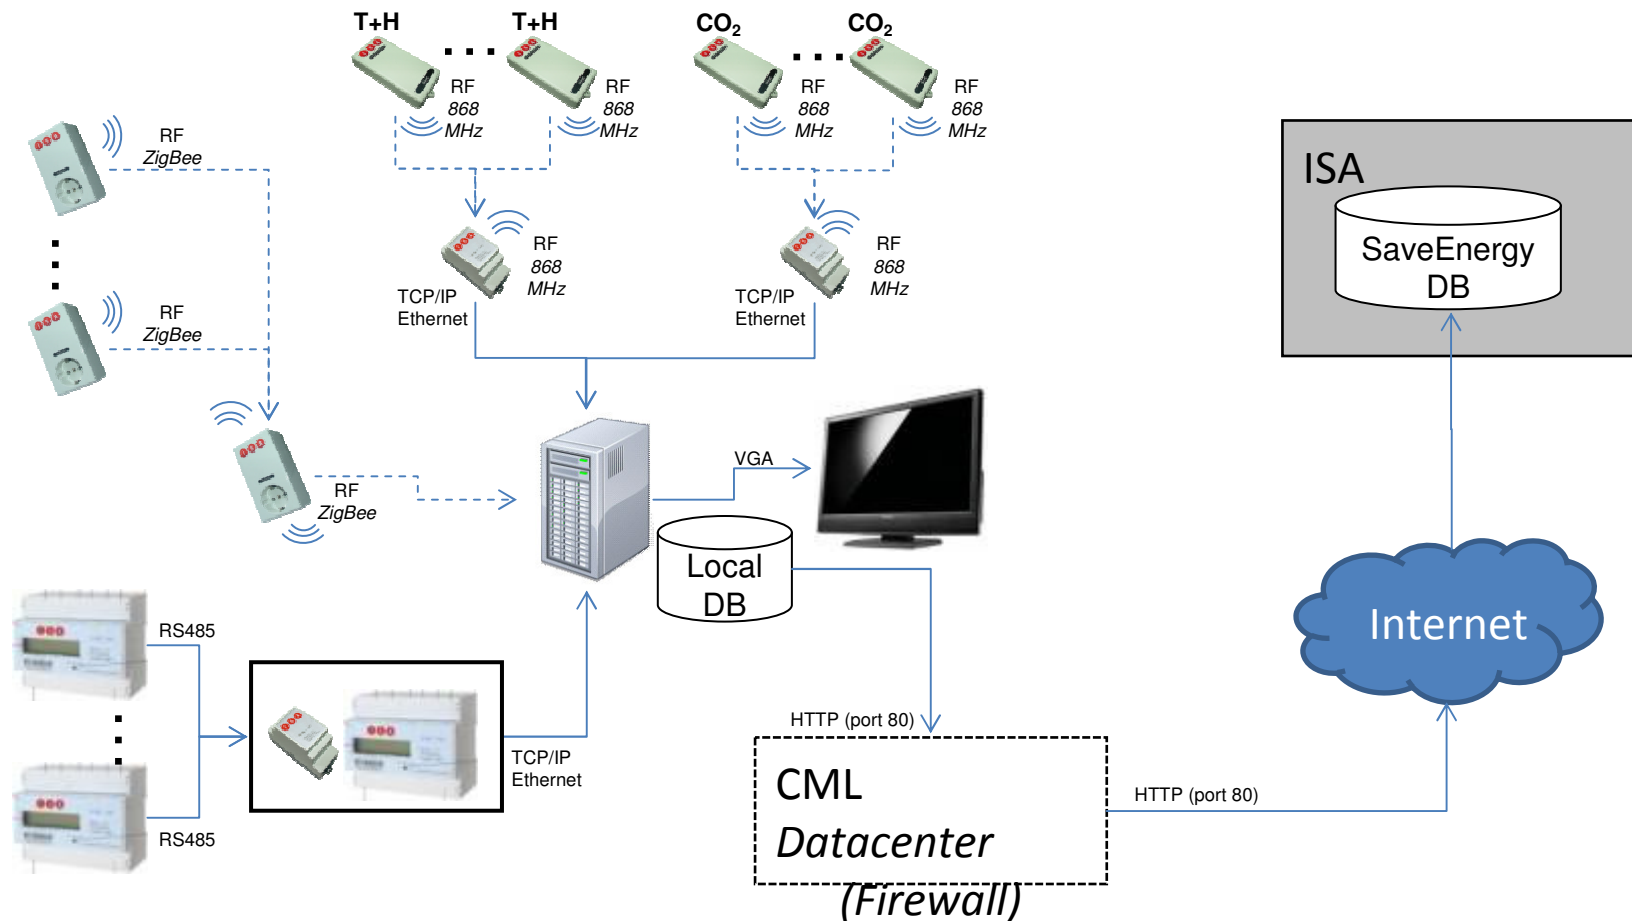 T+H
T+H
CO₂
CO₂
RF
868
MHz
RF
868
MHz
RF
868
MHz
RF
868
MHz
RF
ZigBee
RF
ZigBee
RF
868
MHz
RF
868
MHz
TCP/IP
Ethernet
TCP/IP
Ethernet
ISA
SaveEnergy
DB
VGA
RF
ZigBee
Local
DB
Internet
RS485
RS485
TCP/IP
Ethernet
HTTP (port 80)
CML
Datacenter
(Firewall)
HTTP (port 80)